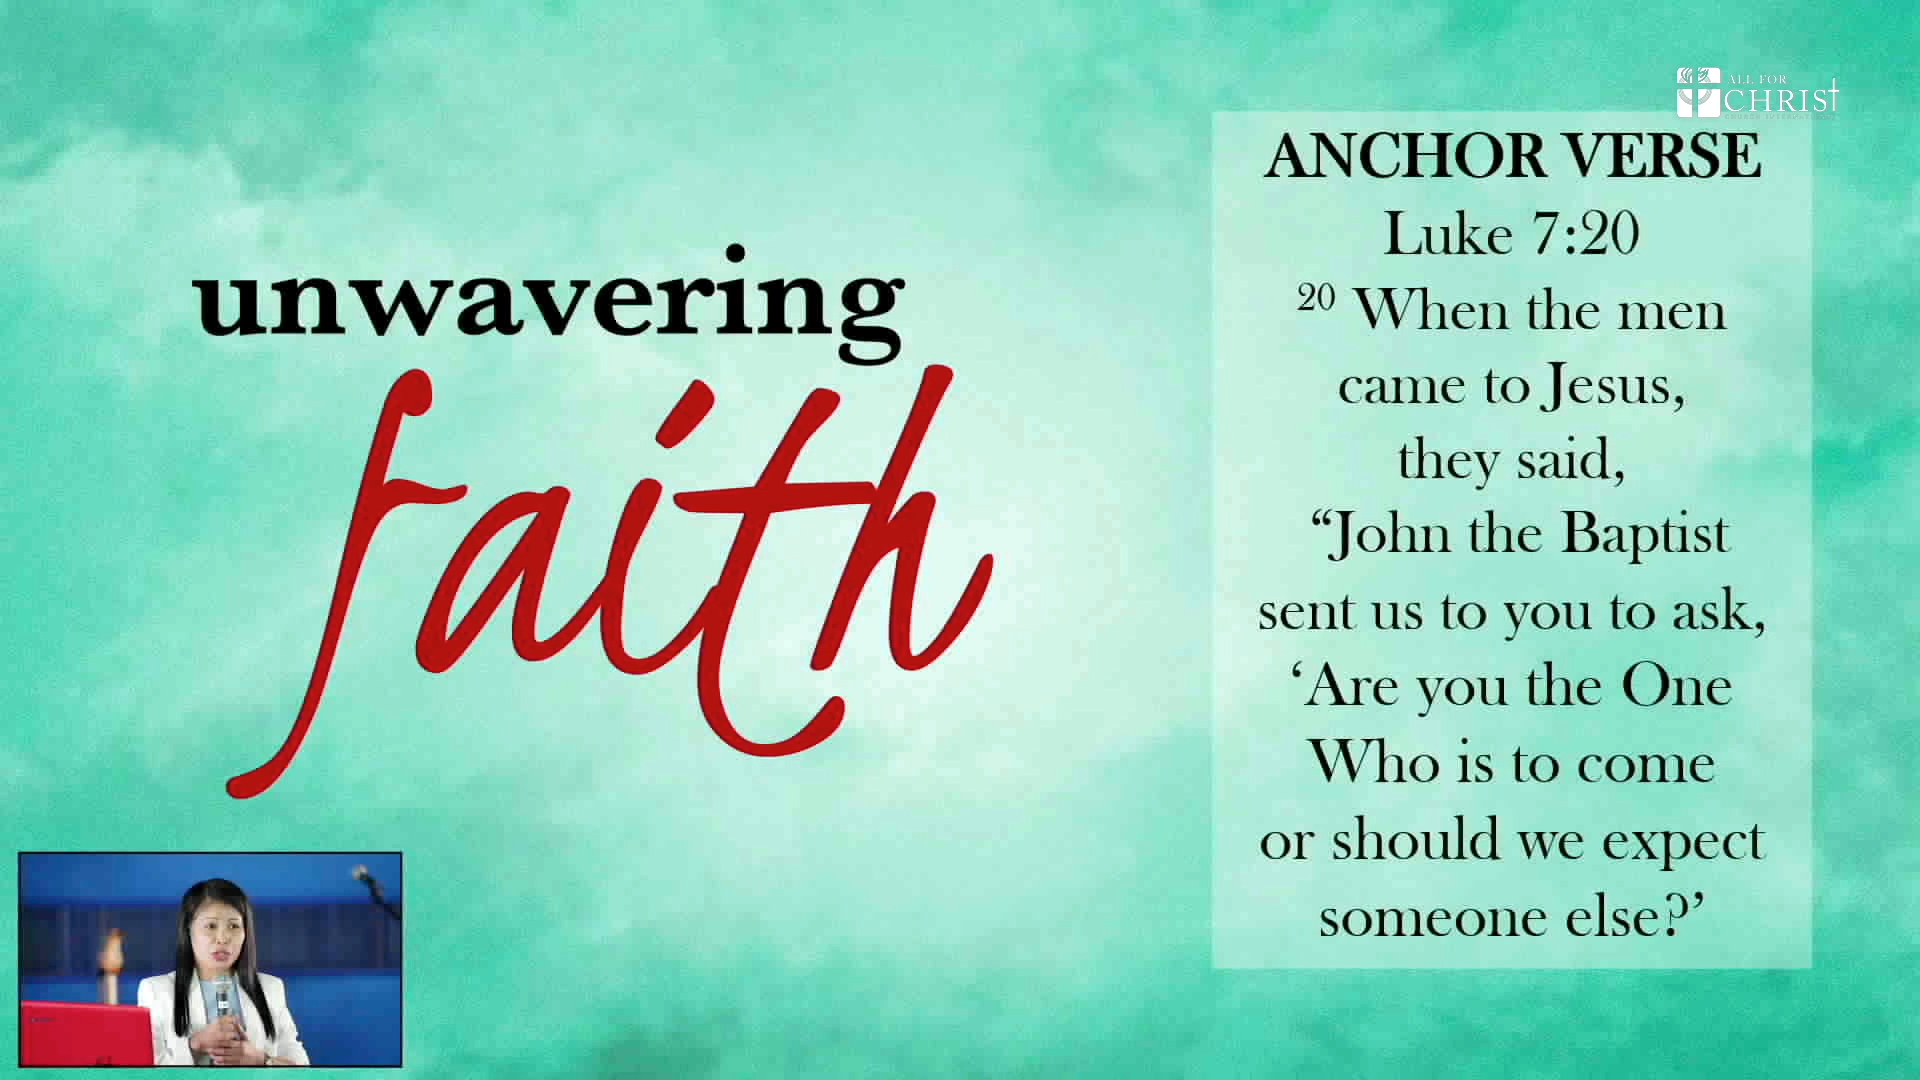 ALL FOR
CHRIST
unwavering
faith
ANCHOR VERSE
Luke 7:20
20 When the men
came to Jesus,
they said,
“John the Baptist
sent us to you to ask,
‘Are you the One
Who is to come
or should we expect
someone else?’